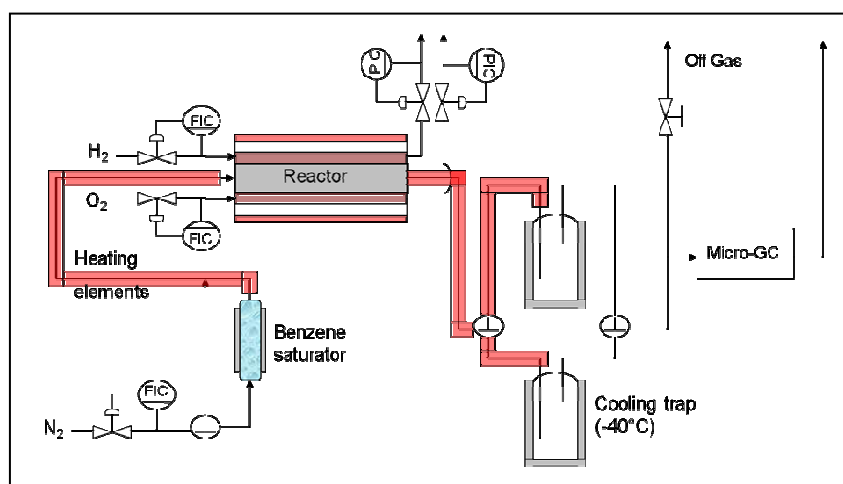 PIC
PIC
Off Gas
FIC
H2
Reactor
O2
FIC
Micro-GC
Heating
elements
Benzene
saturator
FIC
Cooling trap
(-40°C)
N2